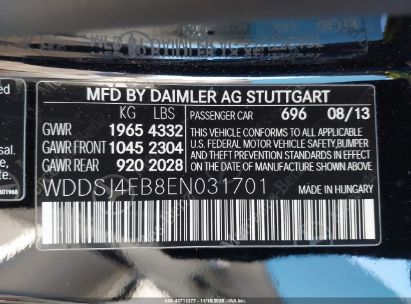 MFD BY DAIMLER AG STUTTGART
KG LBS
PASSENGER CAR 696 08/13
GVWR 1965 4332
GAWR FRONT 1045 2304
GAWR REAR 920 2028
THIS VEHICLE CONFORMS TO ALL APPLICABLE
U.S. FEDERAL MOTOR VEHICLE SAFETY, BUMPER,
AND THEFT PREVENTION STANDARDS IN EFFECT ON THE
DATE OF MANUFACTURE SHOWN ABOVE.
WDDSJ4EB8EN031701
MADE IN HUNGARY